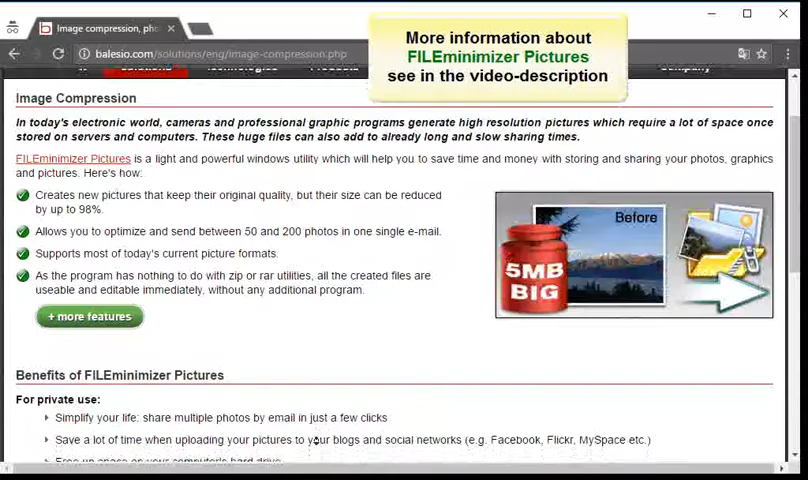 Image compression, pho
balesio.com/solutions/eng/image-compression.php
More information about
FILEminimizer Pictures
see in the video-description
Image Compression
In today's electronic world, cameras and professional graphic programs generate high resolution pictures which require a lot of space once
stored on servers and computers. These huge files can also add to already long and slow sharing times.
FILEminimizer Pictures is a light and powerful windows utility which will help you to save time and money with storing and sharing your photos, graphics
and pictures. Here's how:
Creates new pictures that keep their original quality, but their size can be reduced
by up to 98%.
Allows you to optimize and send between 50 and 200 photos in one single e-mail.
Supports most of today's current picture formats.
As the program has nothing to do with zip or rar utilities, all the created files are
useable and editable immediately, without any additional program.
Before
5MB
BIG
+ more features
Benefits of FILEminimizer Pictures
For private use:
Simplify your life: share multiple photos by email in just a few clicks
Save a lot of time when uploading your pictures to your blogs and social networks (e.g. Facebook, Flickr, MySpace etc.)
Free up space on your computer's hard drive